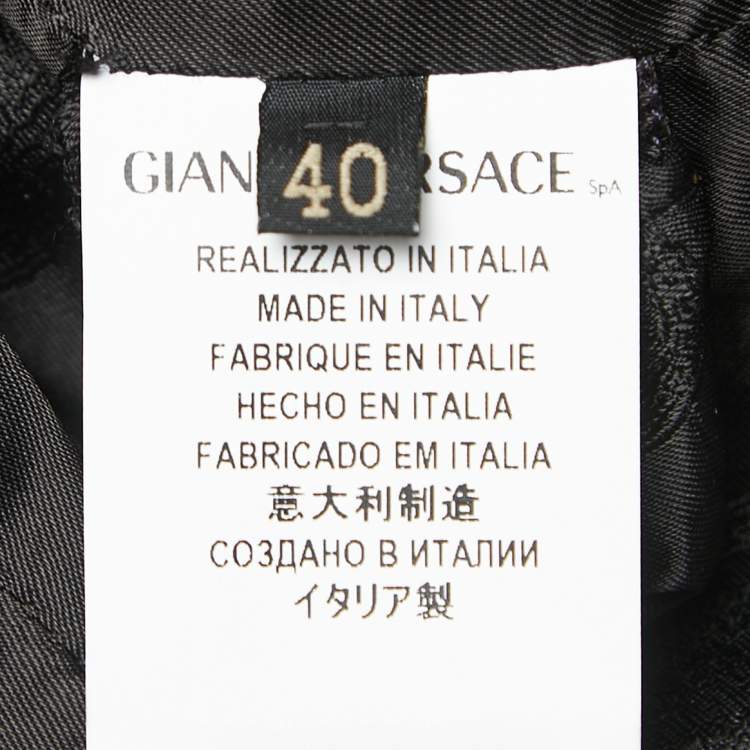 GIAN 40 RSACE SpA
REALIZZATO IN ITALIA
MADE IN ITALY
FABRIQUE EN ITALIE
HECHO EN ITALIA
FABRICADO EM ITALIA
意大利制造
СОЗДАНО В ИТАЛИИ
イタリア製